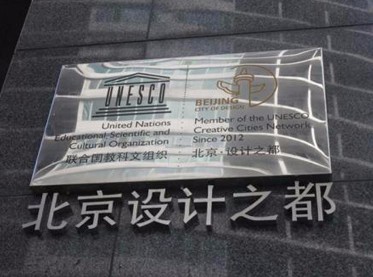 UNESCO
United Nations
Educational, Scientific and
Cultural Organization
联合国教科文组织
BEIJING
CITY OF DESIGN
Member of the UNESCO
Creative Cities Network
Since 2012
北京·设计之都
北京设计之都